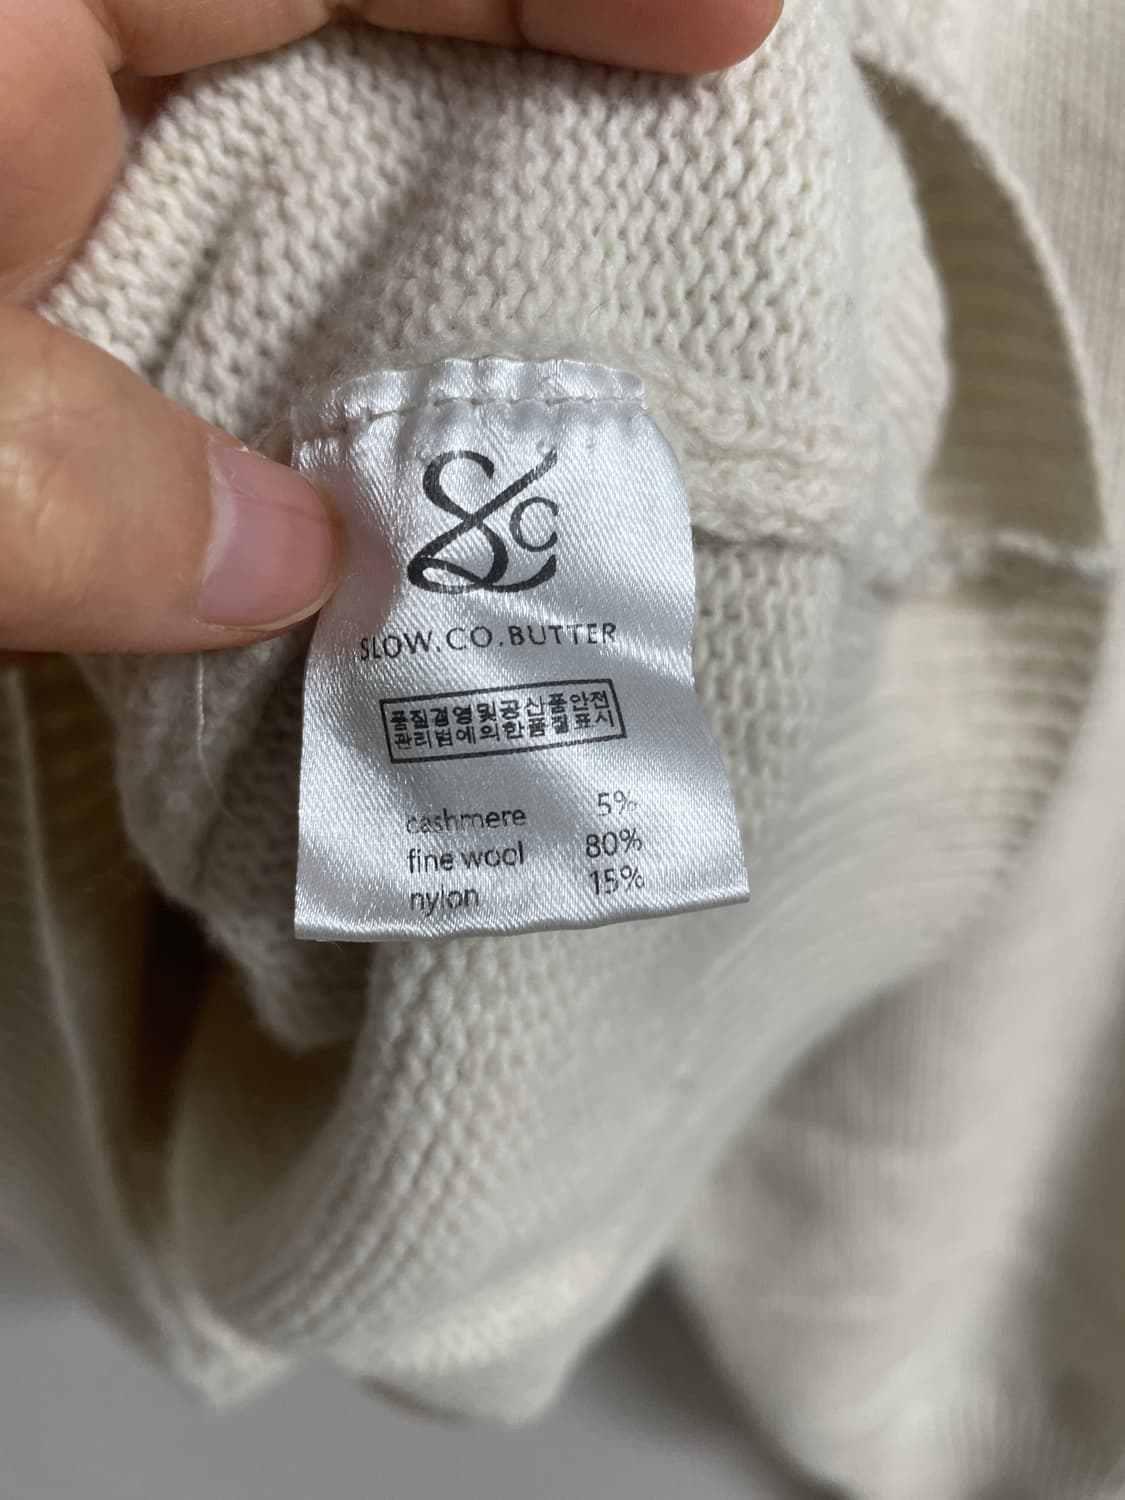 SC
SLOW.CO.BUTTER
품질경영및공산품안전
관리법에의한품질표시
cashmere 5%
fine wool 80%
nylon 15%